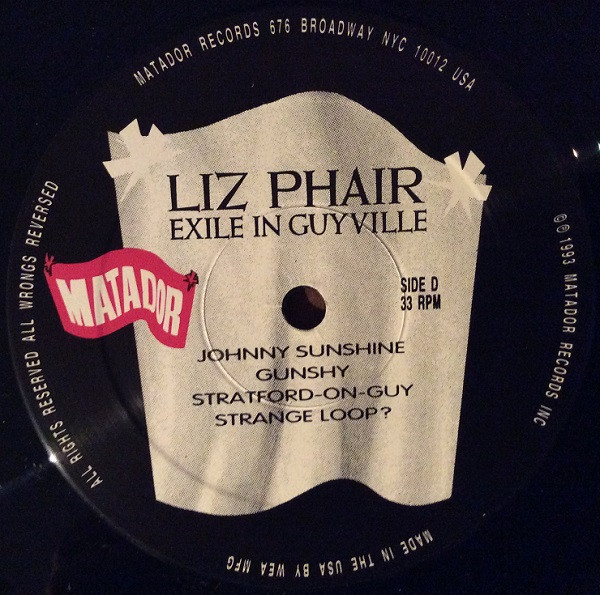 MATADOR RECORDS 676 BROADWAY NYC 10012 USA
LIZ PHAIR
EXILE IN GUYVILLE
MATADOR
SIDE D
33 RPM
JOHNNY SUNSHINE
GUNSHY
STRATFORD-ON-GUY
STRANGE LOOP?
©℗1993 MATADOR RECORDS INC
MADE IN THE USA BY WEA MFG
ALL RIGHTS RESERVED ALL WRONGS REVERSED